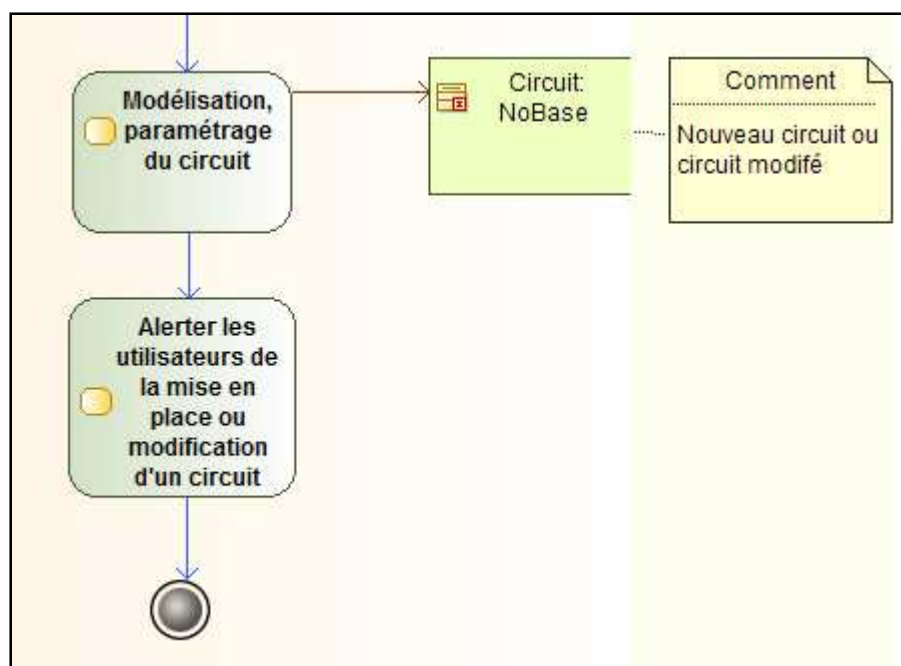 Modélisation,
paramétrage
du circuit
Circuit:
NoBase
Comment
Nouveau circuit ou
circuit modifé
Alerter les
utilisateurs de
la mise en
place ou
modification
d'un circuit